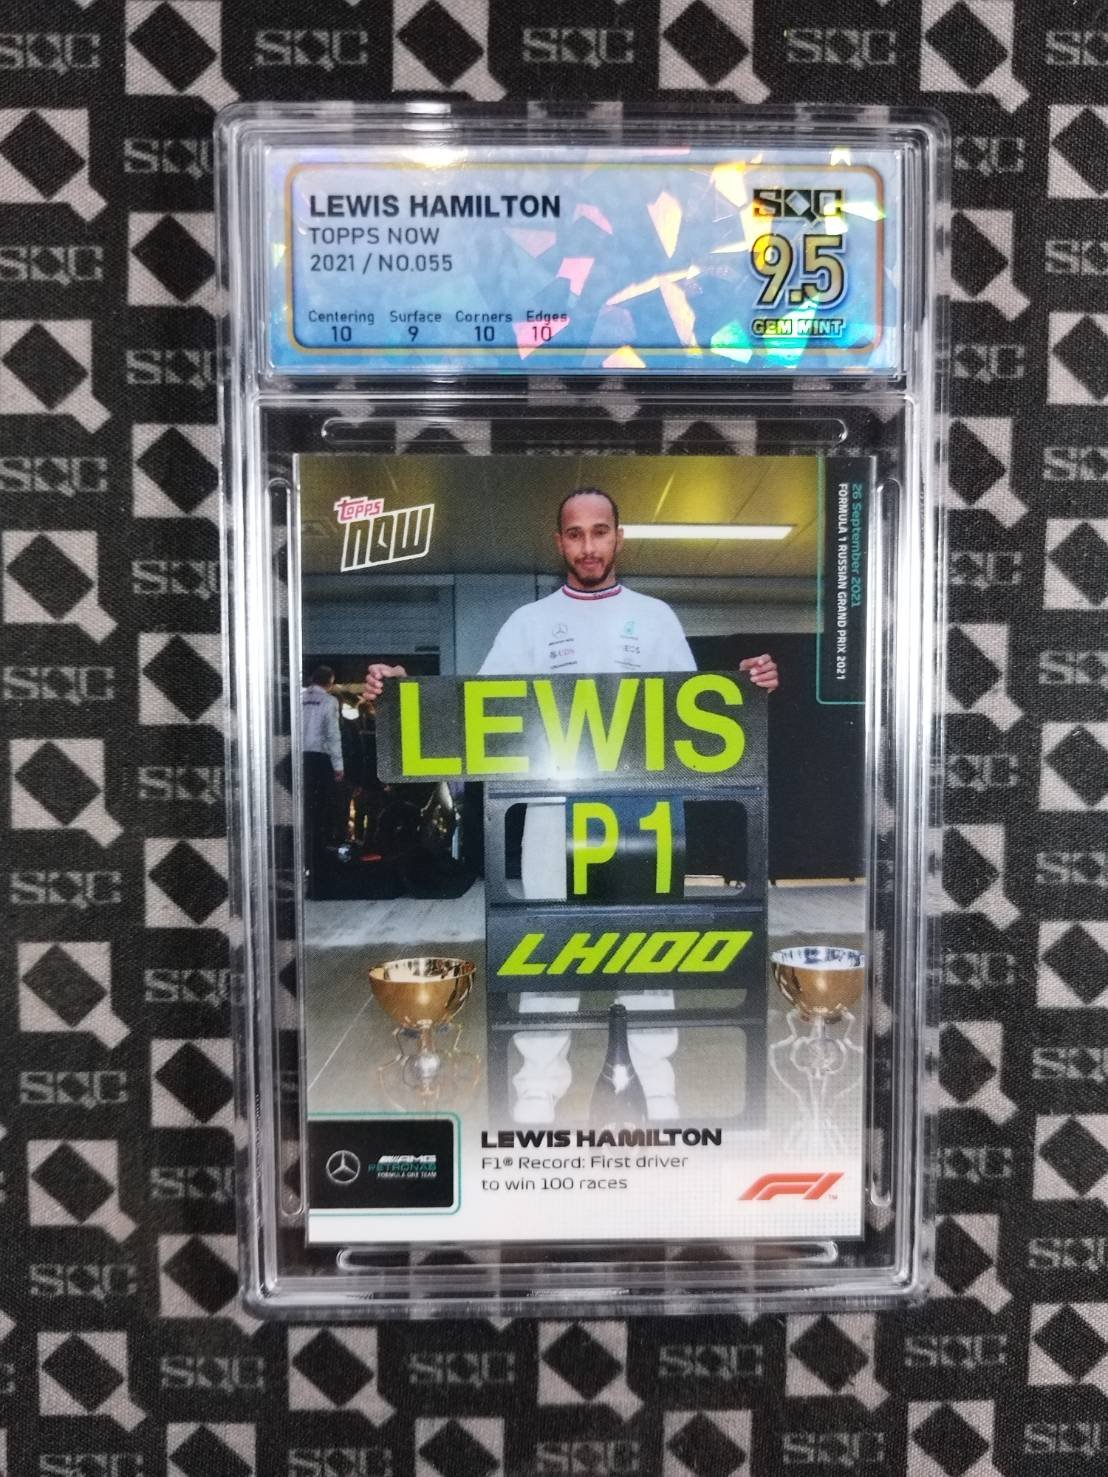 LEWIS HAMILTON
TOPPS NOW
2021 / NO.055
Centering Surface Corners Edges
10 9 10 10
SQC
9.5
GEM MINT
topps
NOW
26 September 2021
FORMULA 1 RUSSIAN GRAND PRIX 2021
LEWIS
P1
LH100
AMG
PETRONAS
FORMULA ONE TEAM
LEWIS HAMILTON
F1® Record: First driver
to win 100 races
F1